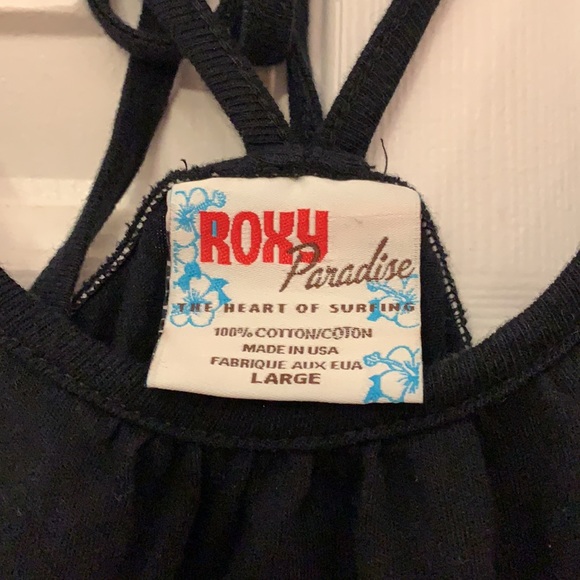 ROXY
Paradise
THE HEART OF SURFING
100% COTTON/COTON
MADE IN USA
FABRIQUE AUX EUA
LARGE